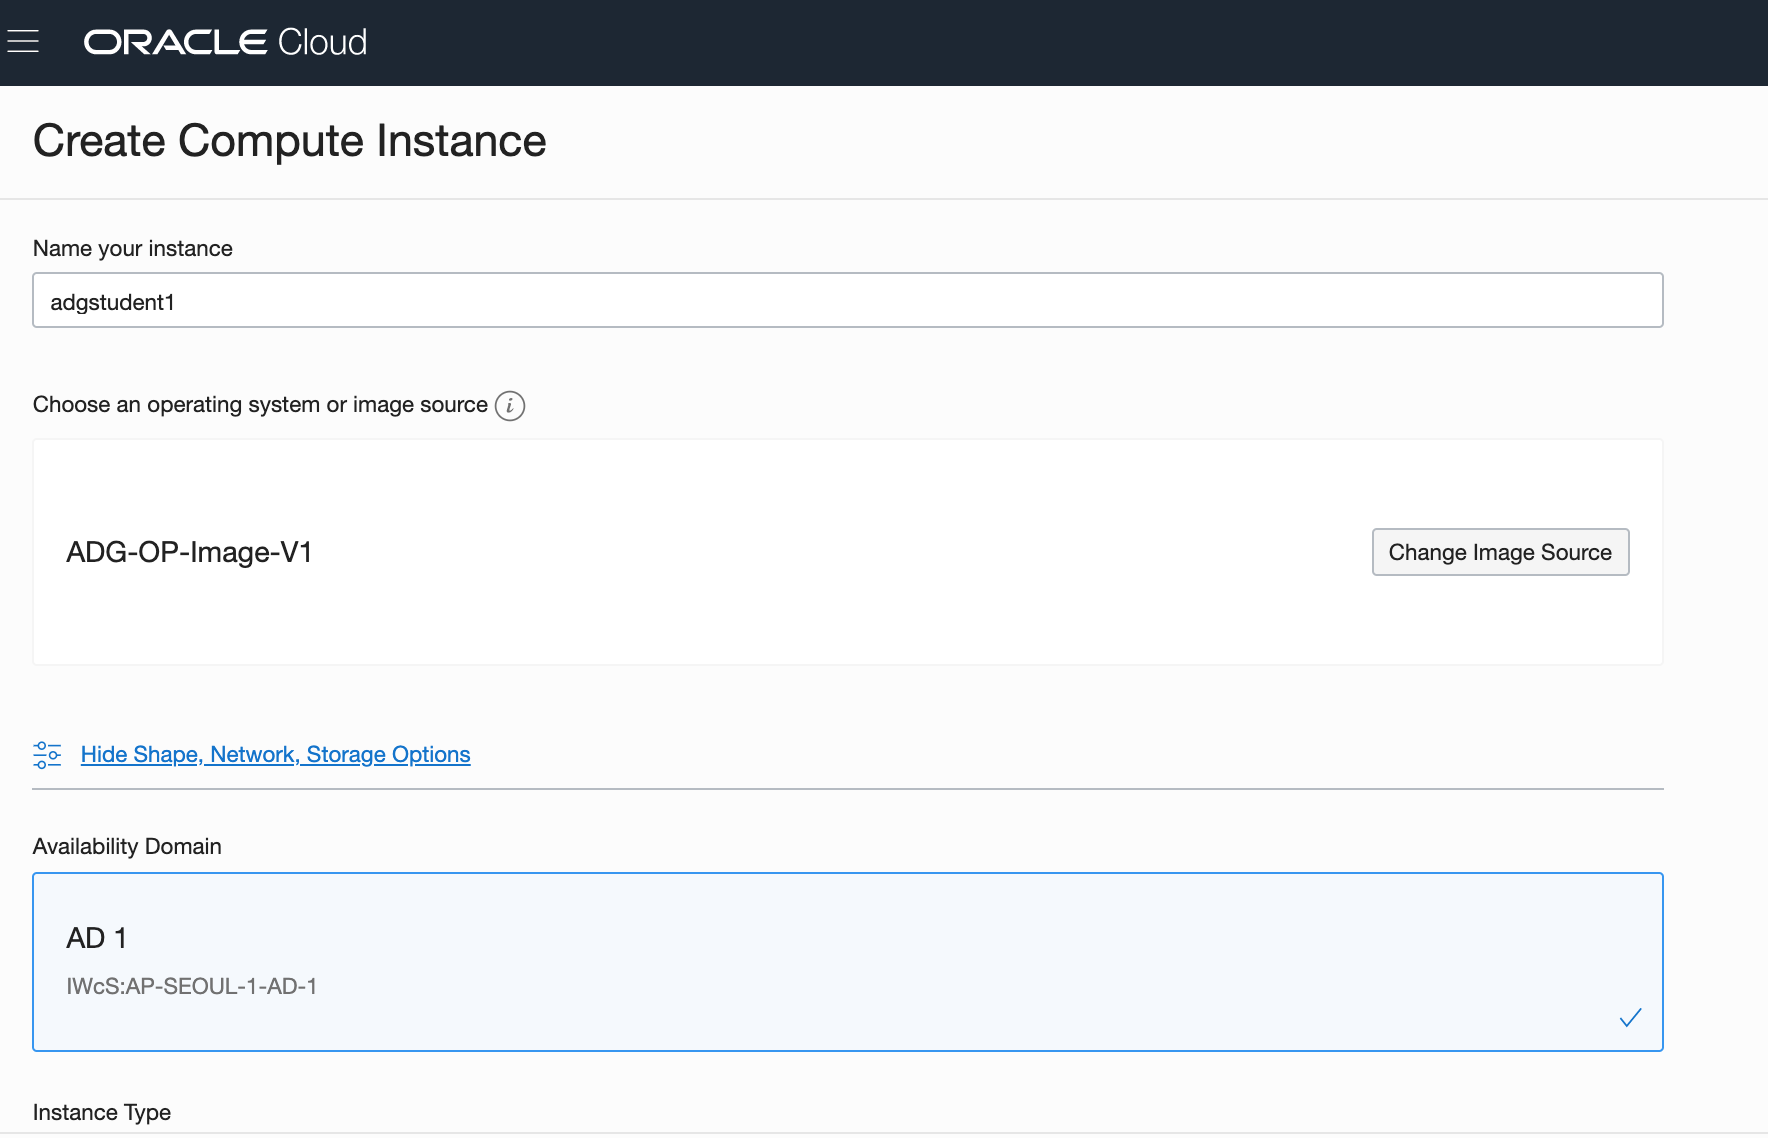 ORACLE Cloud
Create Compute Instance
Name your instance
adgstudent1
Choose an operating system or image source i
ADG-OP-Image-V1
Change Image Source
Hide Shape, Network, Storage Options
Availability Domain
AD 1
IWcS:AP-SEOUL-1-AD-1
Instance Type